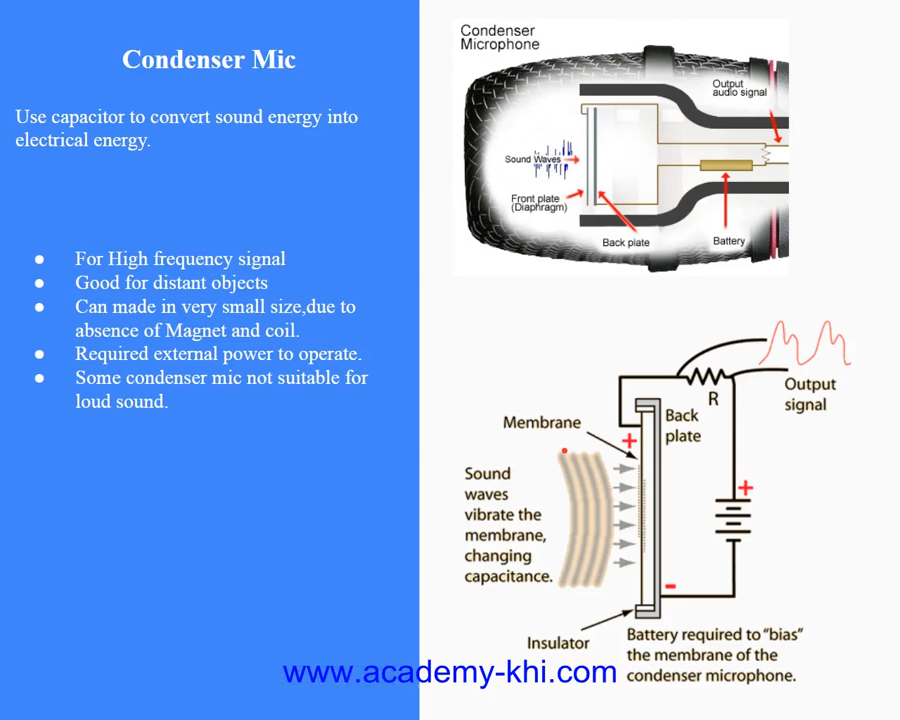 Condenser Mic
Use capacitor to convert sound energy into
electrical energy.
● For High frequency signal
● Good for distant objects
● Can made in very small size,due to
absence of Magnet and coil.
● Required external power to operate.
● Some condenser mic not suitable for
loud sound.
Condenser
Microphone
Output
audio signal
Sound Waves
Front plate
(Diaphragm)
Back plate
Battery
Output
signal
R
Back
plate
Membrane
+
Sound
waves
vibrate the
membrane,
changing
capacitance.
+
-
Insulator
Battery required to "bias"
the membrane of the
condenser microphone.
www.academy-khi.com